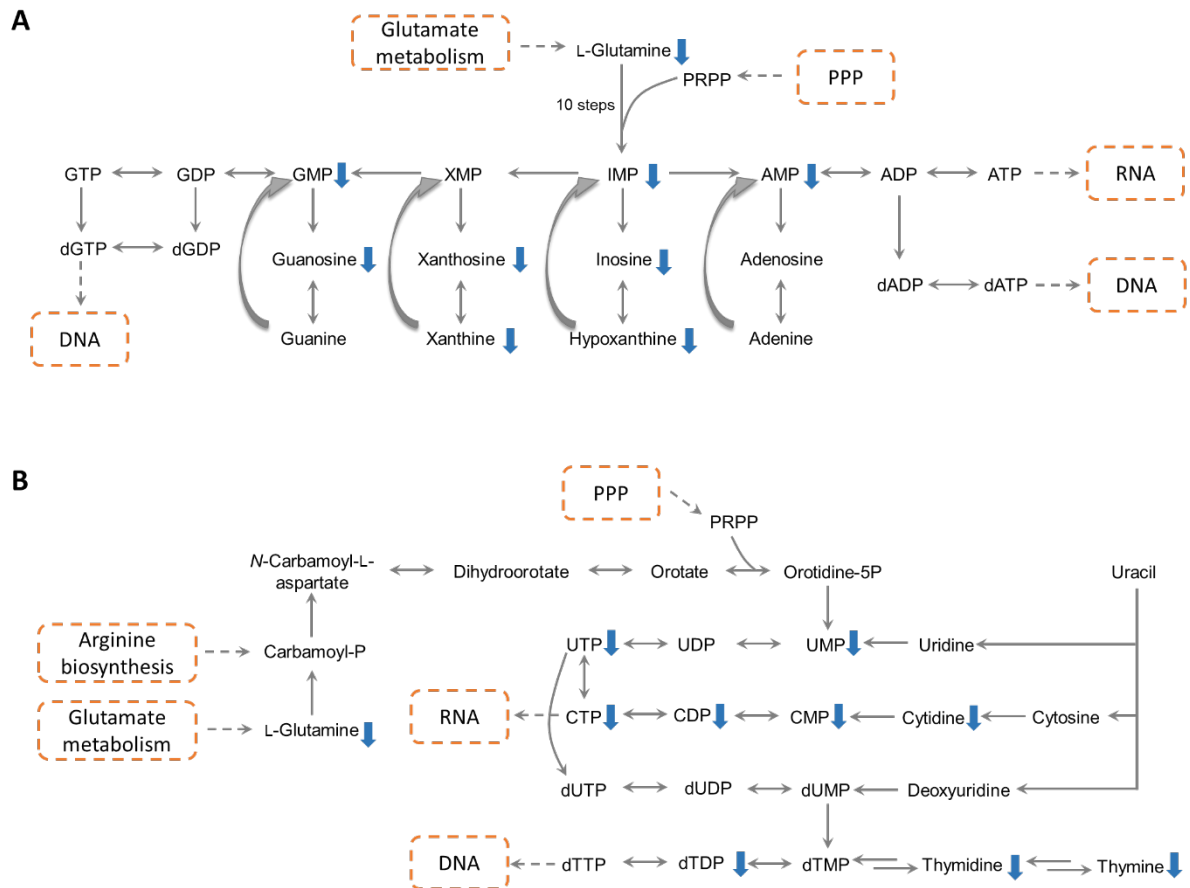 A
Glutamate
metabolism
L-Glutamine
PRPP
PPP
10 steps
GTP
GDP
GMP
XMP
IMP
AMP
ADP
ATP
RNA
dGTP
dGDP
Guanosine
Xanthosine
Inosine
Adenosine
dADP
dATP
DNA
DNA
Guanine
Xanthine
Hypoxanthine
Adenine
B
PPP
PRPP
N-Carbamoyl-L-
aspartate
Dihydroorotate
Orotate
Orotidine-5P
Uracil
Arginine
biosynthesis
Carbamoyl-P
UTP
UDP
UMP
Uridine
Glutamate
metabolism
L-Glutamine
RNA
CTP
CDP
CMP
Cytidine
Cytosine
dUTP
dUDP
dUMP
Deoxyuridine
DNA
dTTP
dTDP
dTMP
Thymidine
Thymine